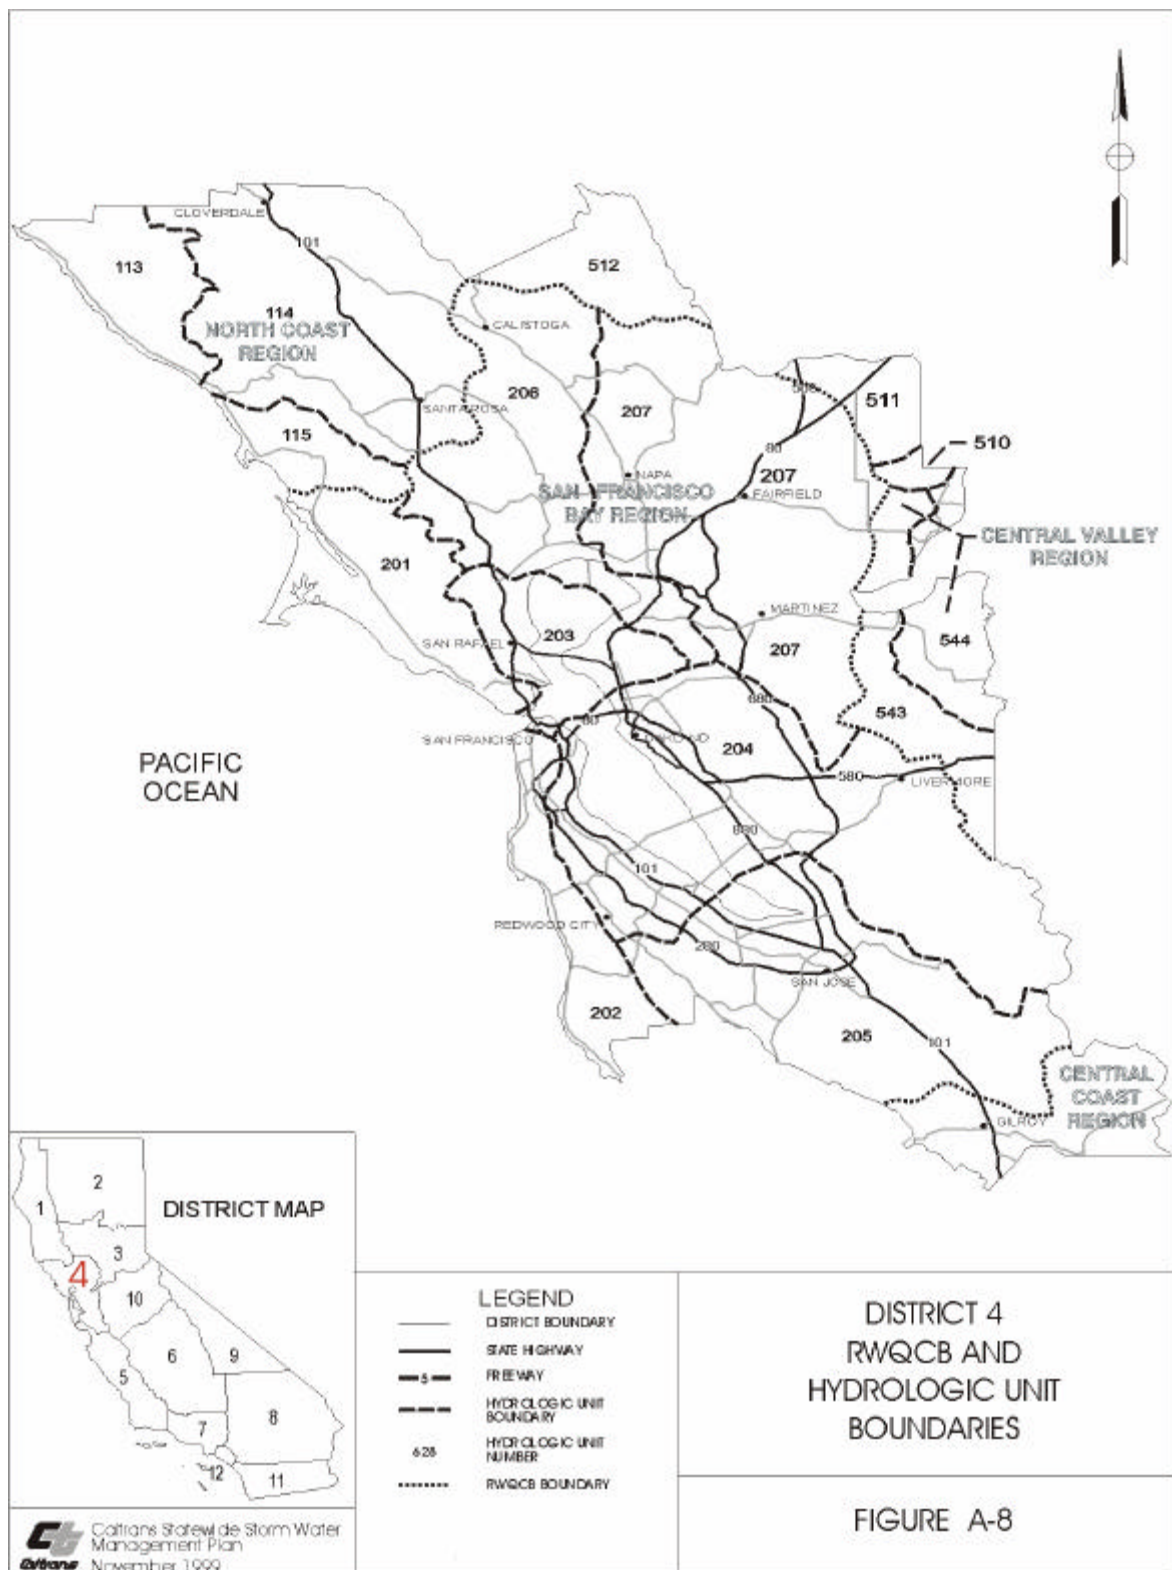 CLOVERDALE
101
113
512
114
CALISTOGA
NORTH COAST
REGION
206
207
511
SANTA ROSA
115
510
80
NAPA
207
SAN FRANCISCO
BAY REGION
FAIRFIELD
CENTRAL VALLEY
REGION
201
MARTINEZ
203
SAN RAFAEL
207
544
680
543
80
SAN FRANCISCO
OAKLAND
204
PACIFIC
OCEAN
580
LIVERMORE
880
101
REDWOOD CITY
280
SAN JOSE
202
205
101
CENTRAL
COAST
REGION
GILROY
DISTRICT MAP
1
2
3
4
10
6
9
5
8
7
12
11
LEGEND
DISTRICT BOUNDARY
STATE HIGHWAY
5
FREEWAY
HYDROLOGIC UNIT
BOUNDARY
628
HYDROLOGIC UNIT
NUMBER
RWQCB BOUNDARY
DISTRICT 4
RWQCB AND
HYDROLOGIC UNIT
BOUNDARIES
FIGURE A-8
Caltrans Statewide Storm Water
Management Plan
Caltrans
November 1999